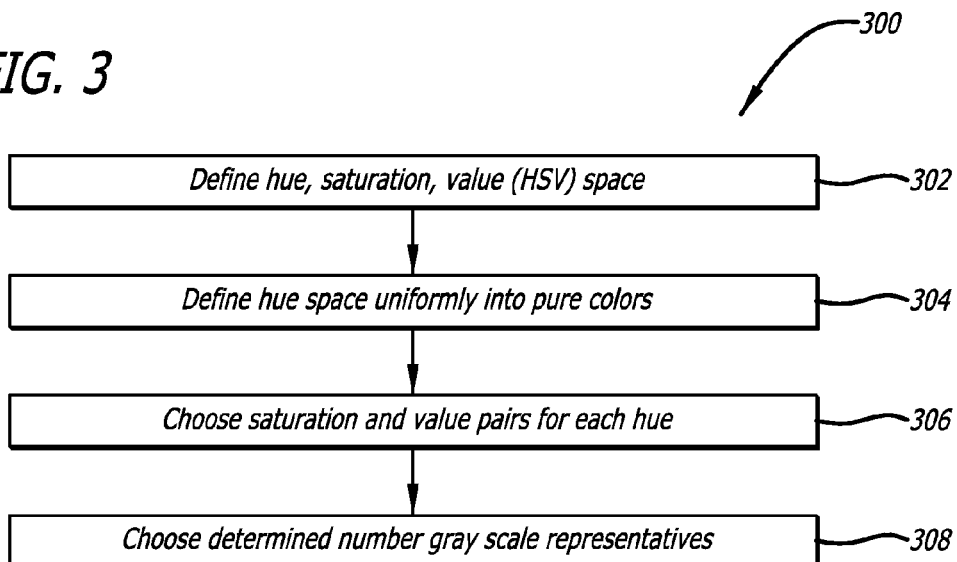 300
FIG. 3
Define hue, saturation, value (HSV) space
302
Define hue space uniformly into pure colors
304
Choose saturation and value pairs for each hue
306
Choose determined number gray scale representatives
308